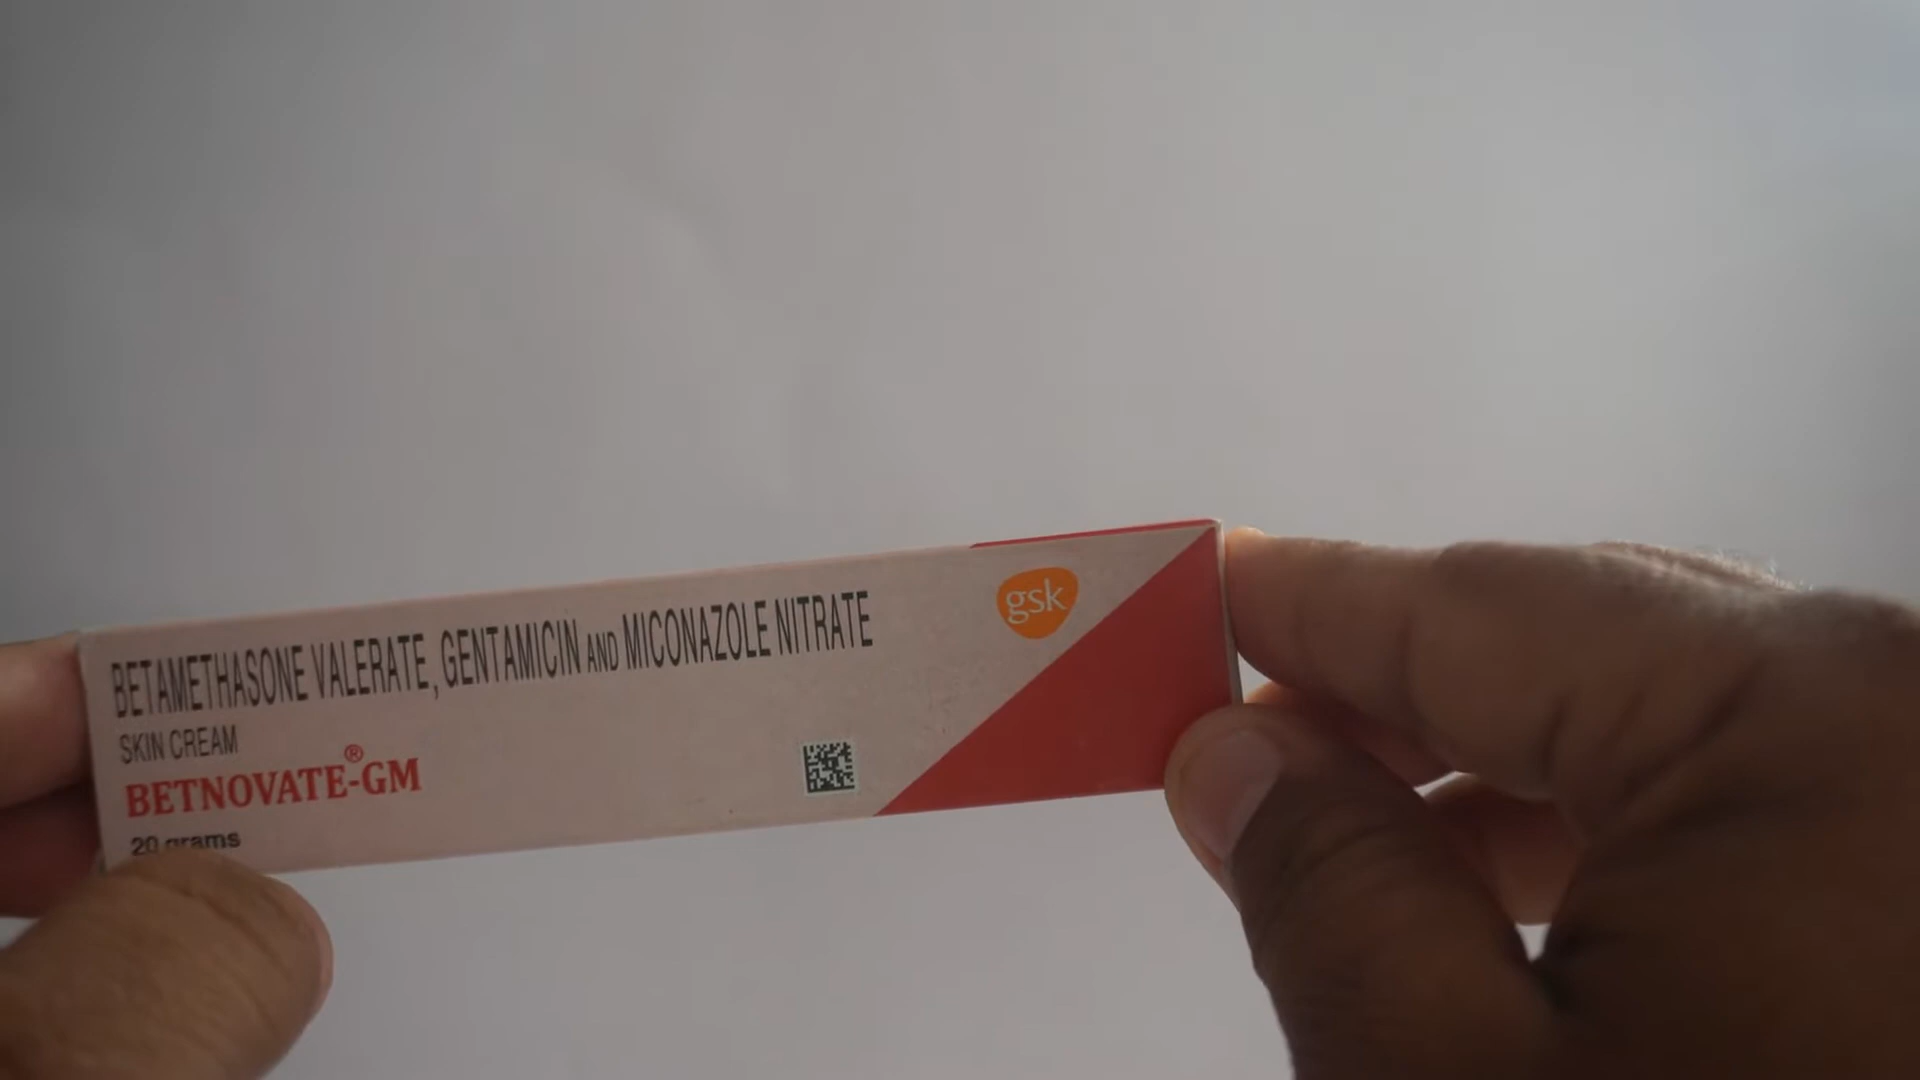 BETAMETHASONE VALERATE, GENTAMICIN AND MICONAZOLE NITRATE
SKIN CREAM
BETNOVATE®-GM
20 grams
gsk